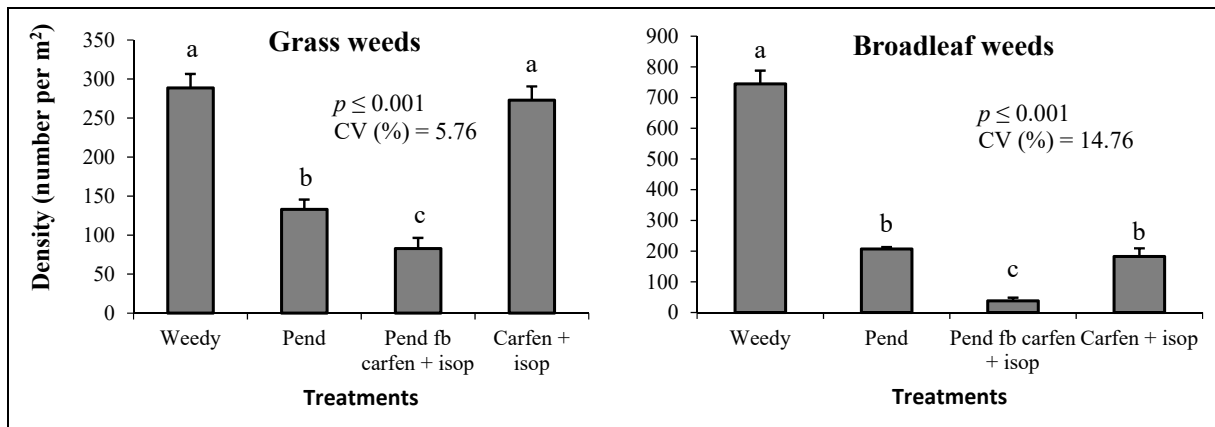 Grass weeds
Density (number per m²)
350
300
250
200
150
100
50
0
a
b
c
a
p ≤ 0.001
CV (%) = 5.76
Weedy
Pend
Pend fb
carfen + isop
Carfen +
isop
Treatments
Broadleaf weeds
900
800
700
600
500
400
300
200
100
0
a
b
c
b
p ≤ 0.001
CV (%) = 14.76
Weedy
Pend
Pend fb carfen
+ isop
Carfen + isop
Treatments